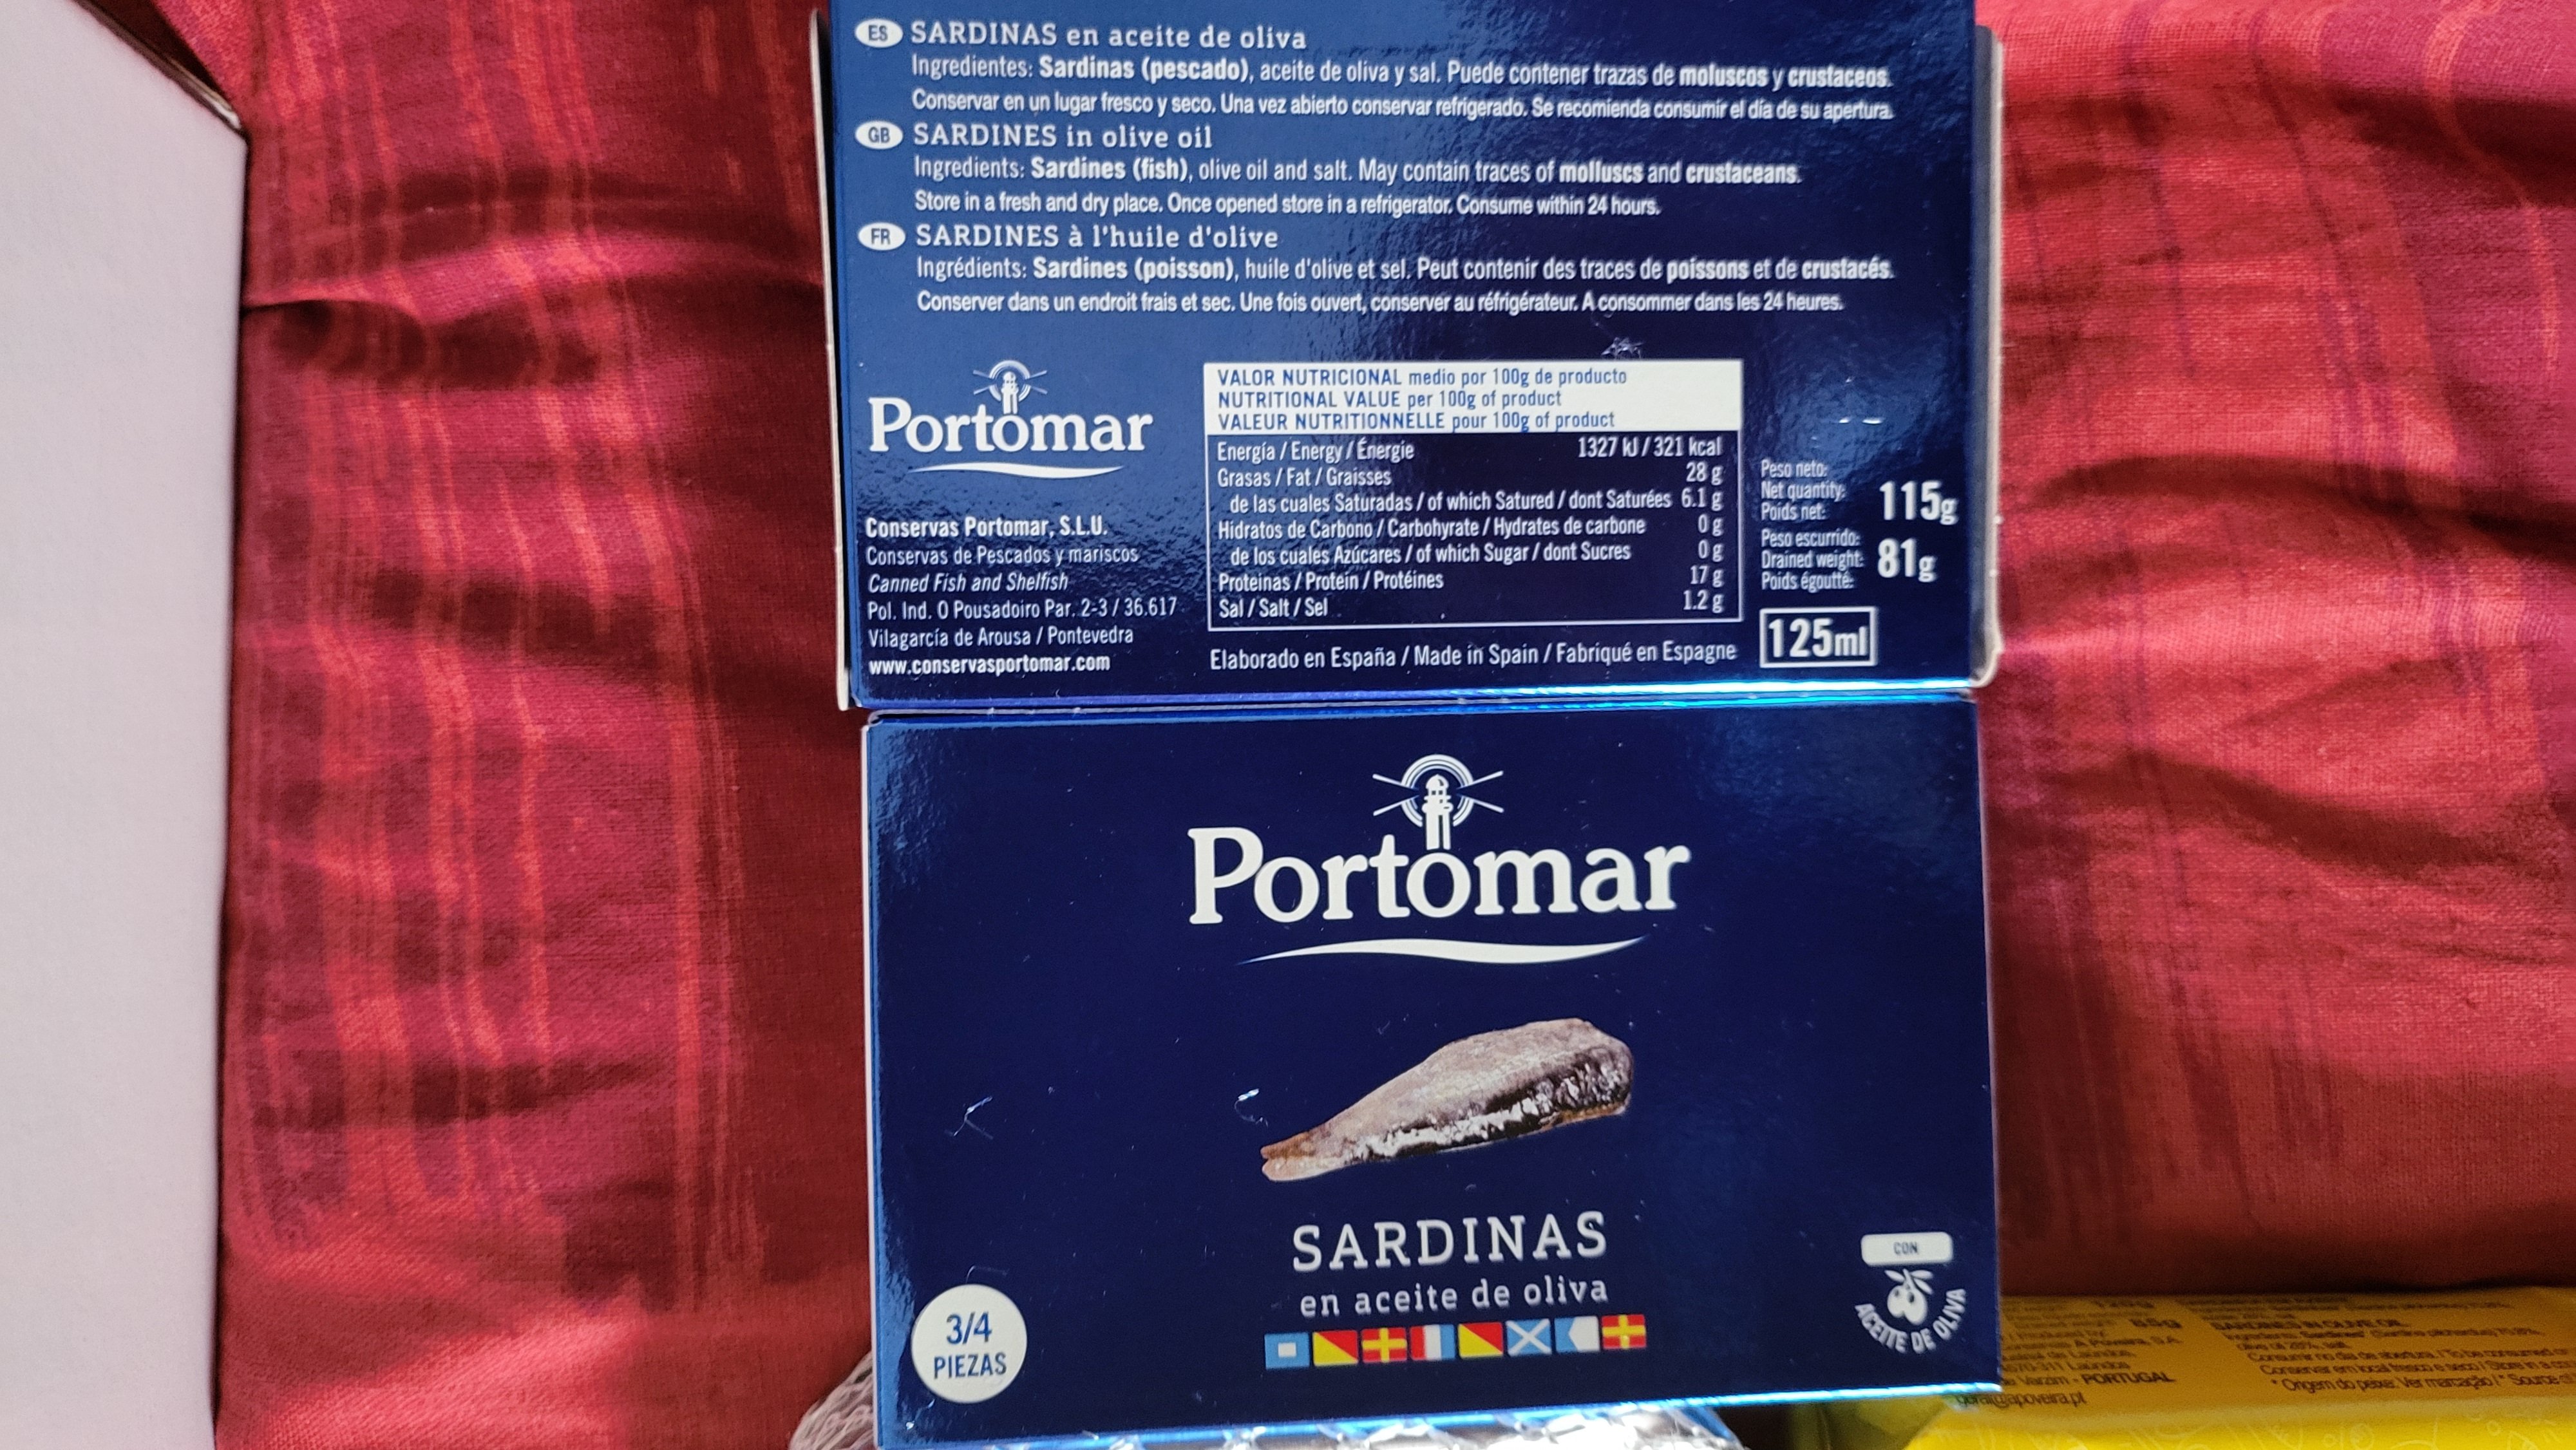 ES SARDINAS en aceite de oliva
Ingredientes: Sardinas (pescado), aceite de oliva y sal. Puede contener trazas de moluscos y crustaceos.
Conservar en un lugar fresco y seco. Una vez abierto conservar refrigerado. Se recomienda consumir el día de su apertura.
GB SARDINES in olive oil
Ingredients: Sardines (fish), olive oil and salt. May contain traces of molluscs and crustaceans.
Store in a fresh and dry place. Once opened store in a refrigerator. Consume within 24 hours.
FR SARDINES à l'huile d'olive
Ingrédients: Sardines (poisson), huile d'olive et sel. Peut contenir des traces de poissons et de crustacés.
Conserver dans un endroit frais et sec. Une fois ouvert, conserver au réfrigérateur. A consommer dans les 24 heures.
Portomar
Conservas Portomar, S.L.U.
Conservas de Pescados y mariscos
Canned Fish and Shelfish
Pol. Ind. O Pousadoiro Par. 2-3 / 36.617
Vilagarcía de Arousa / Pontevedra
www.conservasportomar.com
VALOR NUTRICIONAL medio por 100g de producto
NUTRITIONAL VALUE per 100g of product
VALEUR NUTRITIONNELLE pour 100g of product
Energía / Energy / Énergie 1327 kJ / 321 kcal
Grasas / Fat / Graisses 28 g
de las cuales Saturadas / of which Satured / dont Saturées 6.1 g
Hidratos de Carbono / Carbohyrate / Hydrates de carbone 0 g
de los cuales Azúcares / of which Sugar / dont Sucres 0 g
Proteinas / Protein / Protéines 17 g
Sal / Salt / Sel 1.2 g
Elaborado en España / Made in Spain / Fabriqué en Espagne
Peso neto:
Net quantity:
Poids net:
115g
Peso escurrido:
Drained weight:
Poids égoutté:
81g
125ml
Portomar
SARDINAS
en aceite de oliva
3/4
PIEZAS
CON
ACEITE DE OLIVA
SARDINES IN OLIVE OIL
PORTUGAL